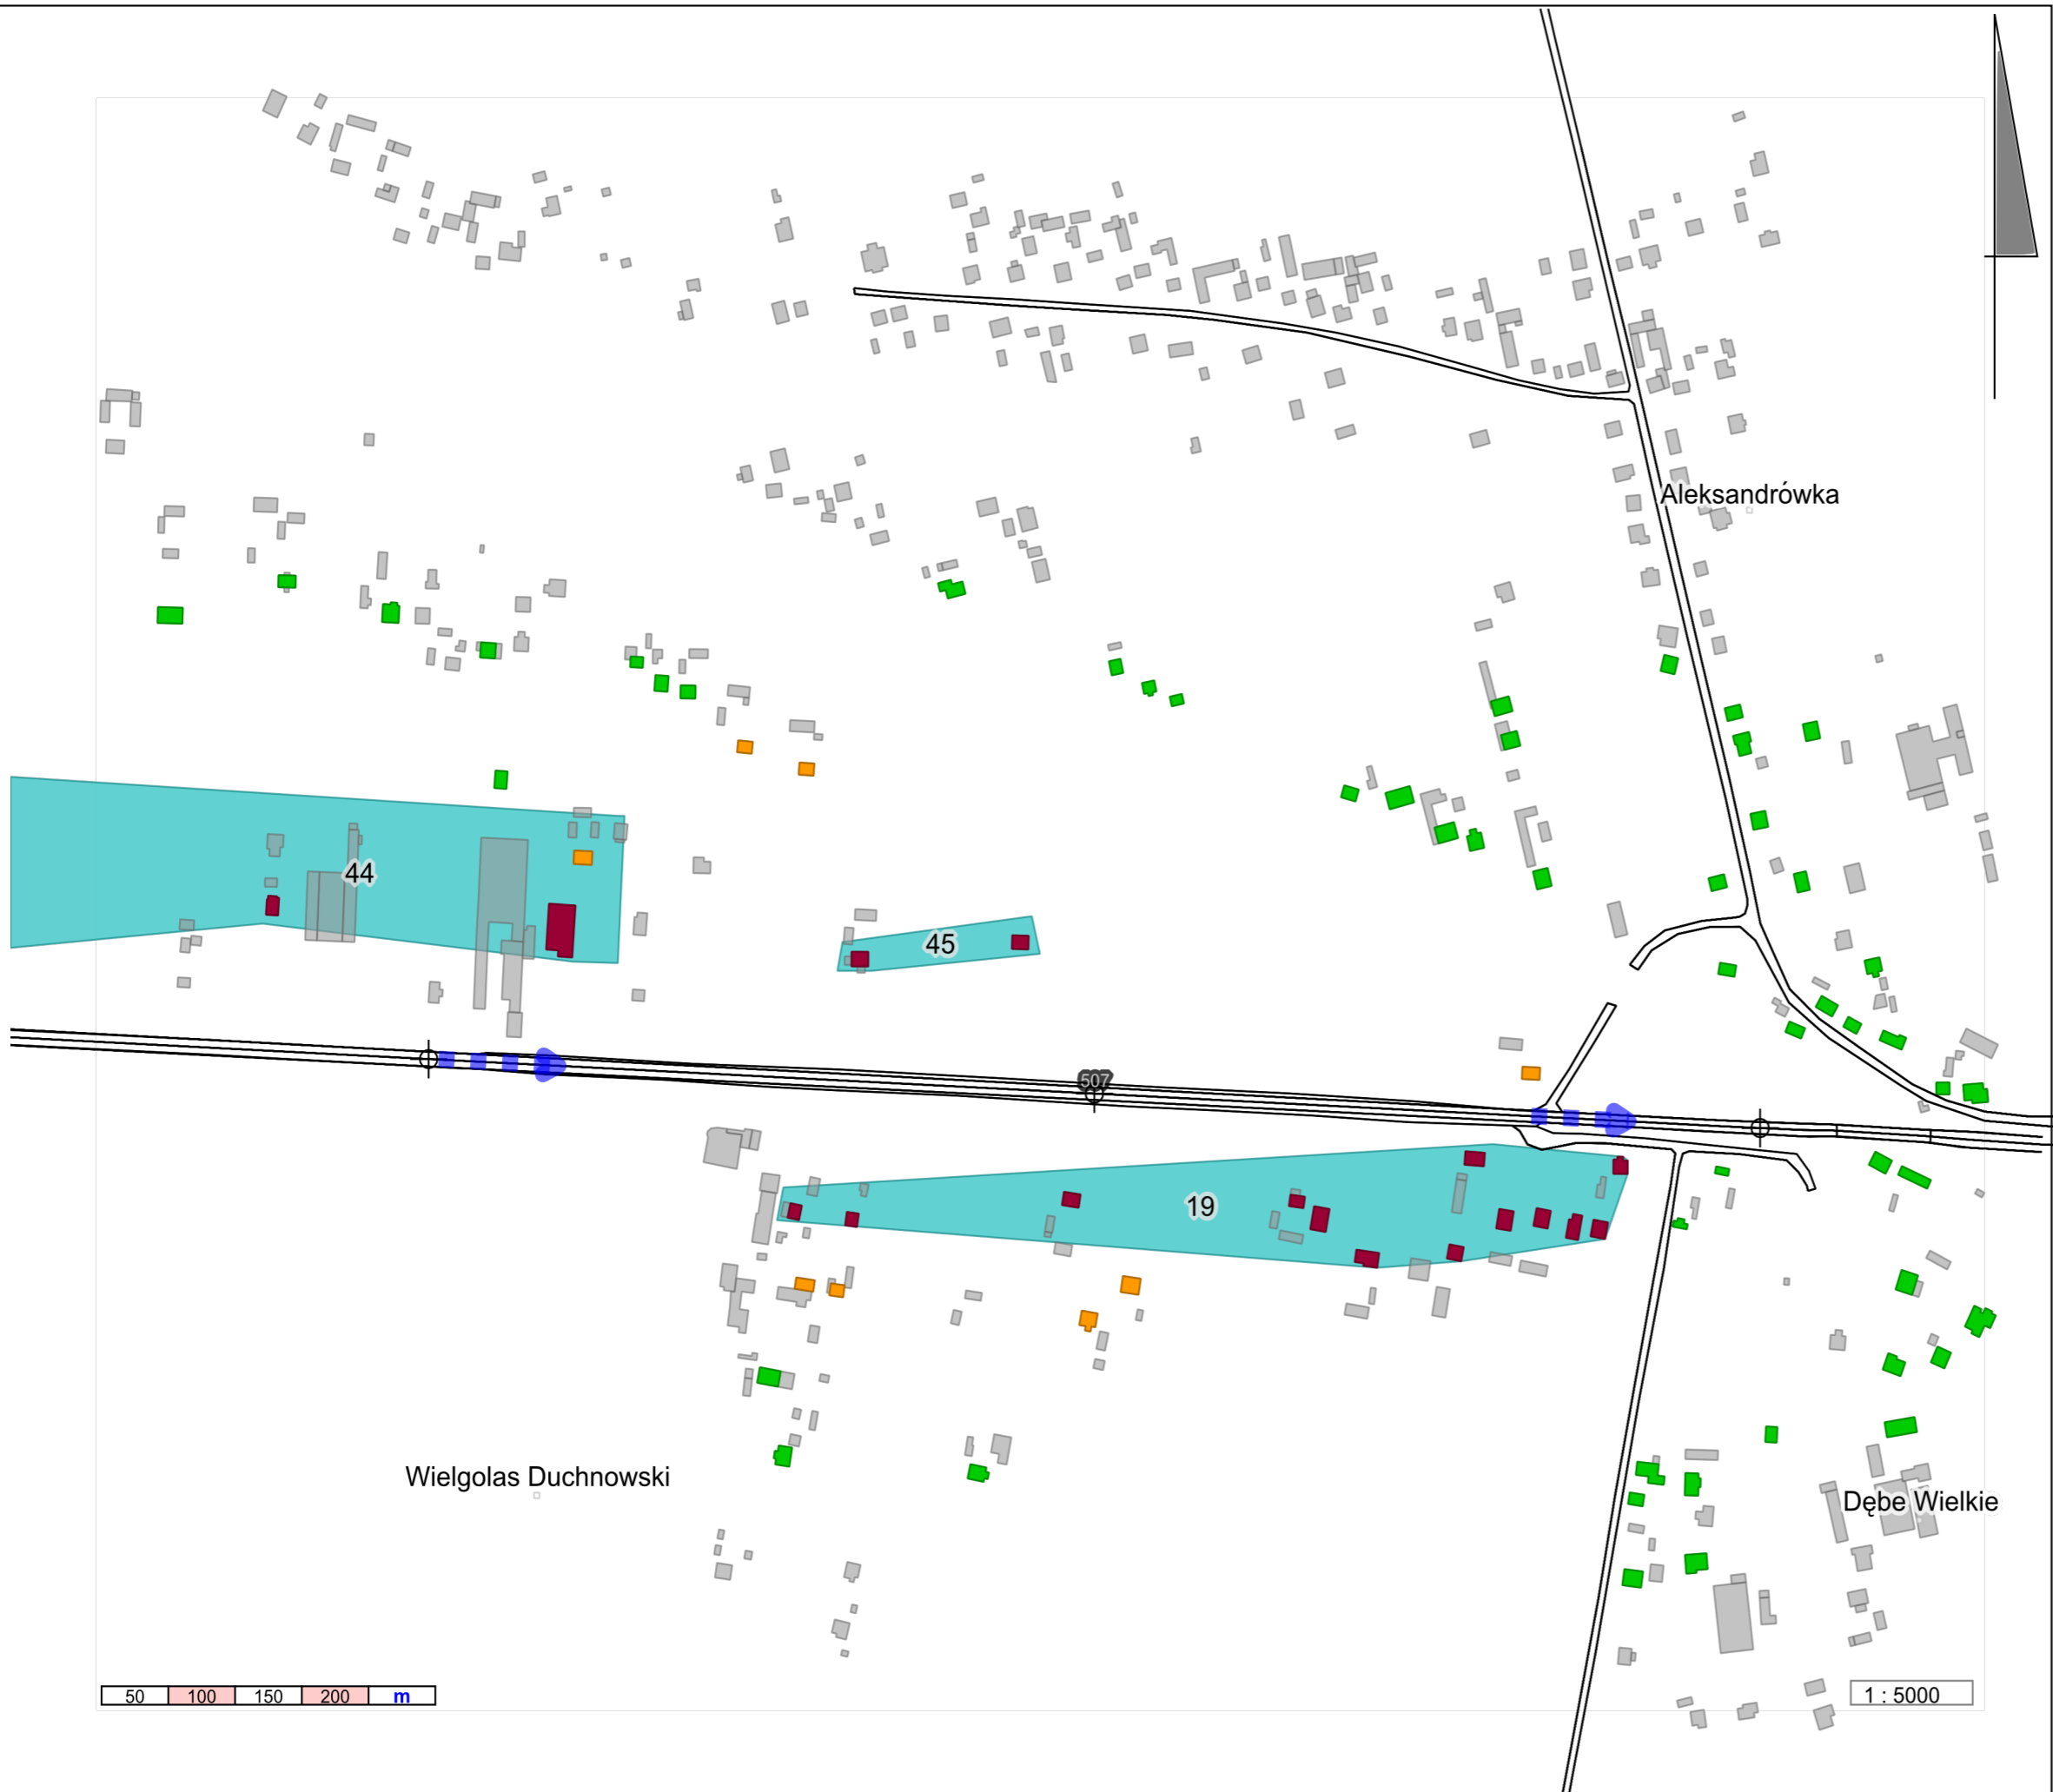 Aleksandrówka
44
45
507
19
Wielgolas Duchnowski
Dębe Wielkie
50 100 150 200 m
1 : 5000